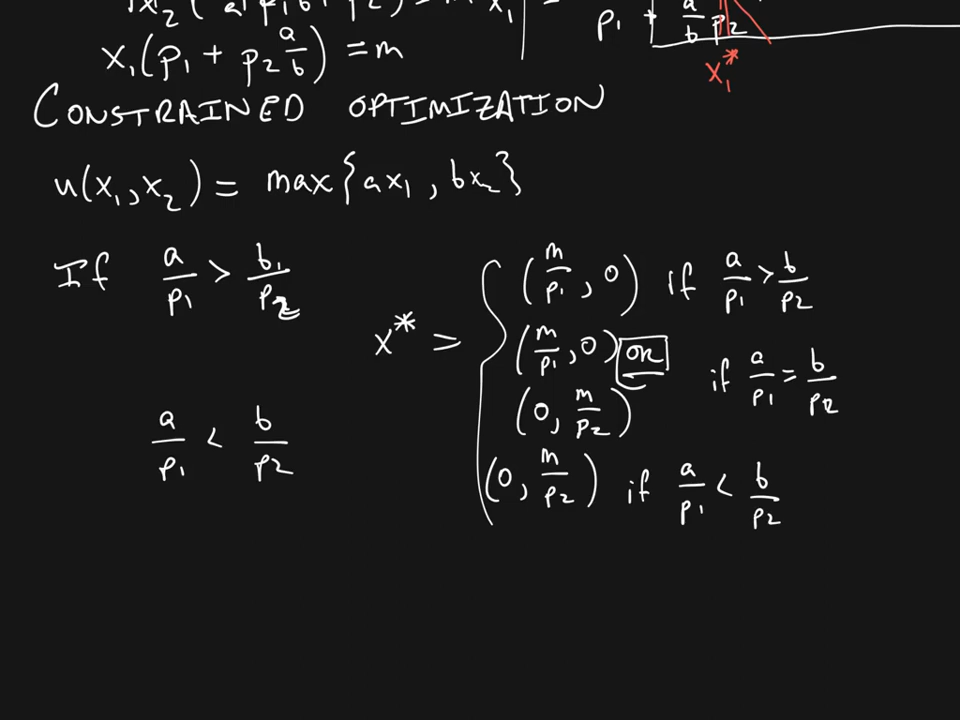 x₁(p₁ + p₂ a/b) = m
p₁ + a/b p₂
x₁*
CONSTRAINED OPTIMIZATION
u(x₁, x₂) = max{ax₁, bx₂}
If a/p₁ > b₁/p₂
x* = { (m/p₁, 0) if a/p₁ > b/p₂
(m/p₁, 0) OR
(0, m/p₂) if a/p₁ = b/p₂
(0, m/p₂) if a/p₁ < b/p₂
a/p₁ < b/p₂